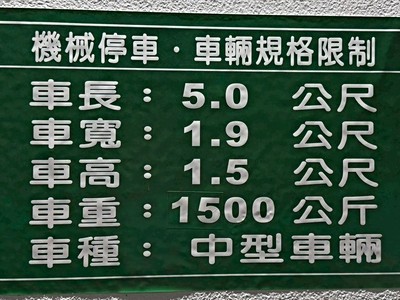 機械停車·車輛規格限制
車長：5.0 公尺
車寬：1.9 公尺
車高：1.5 公尺
車重：1500 公斤
車種：中型車輛